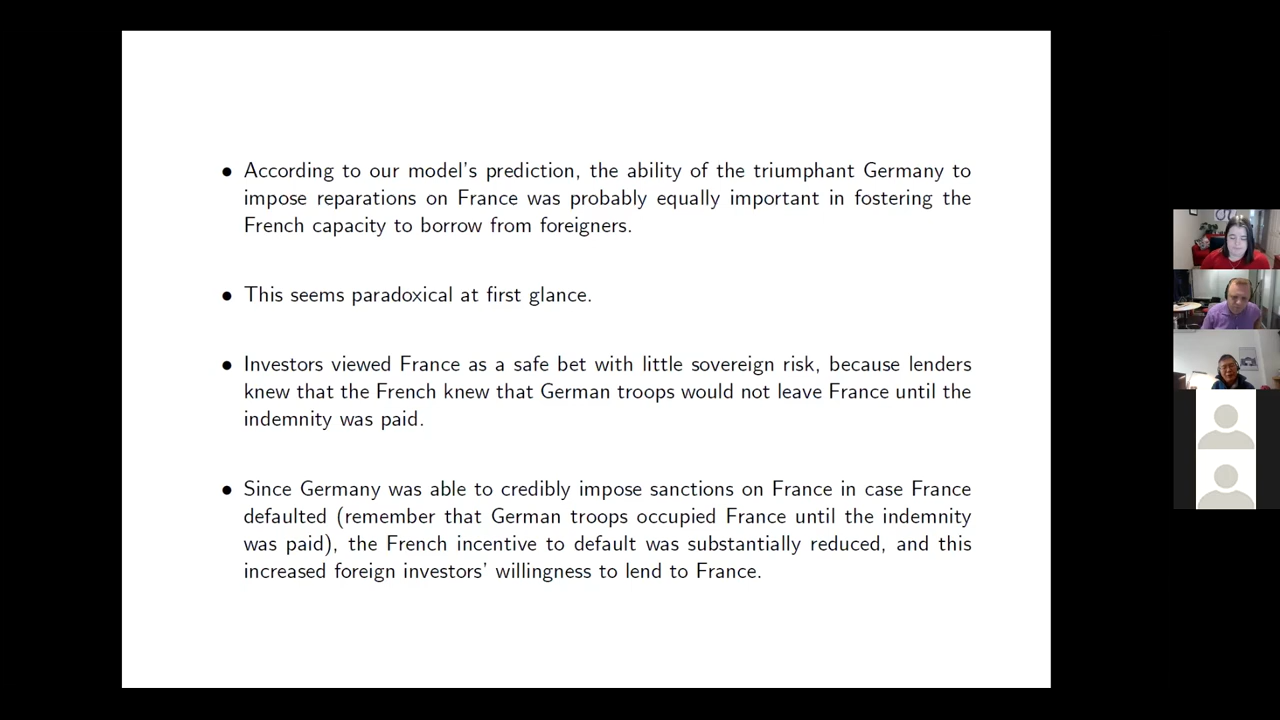 • According to our model's prediction, the ability of the triumphant Germany to
impose reparations on France was probably equally important in fostering the
French capacity to borrow from foreigners.
• This seems paradoxical at first glance.
• Investors viewed France as a safe bet with little sovereign risk, because lenders
knew that the French knew that German troops would not leave France until the
indemnity was paid.
• Since Germany was able to credibly impose sanctions on France in case France
defaulted (remember that German troops occupied France until the indemnity
was paid), the French incentive to default was substantially reduced, and this
increased foreign investors' willingness to lend to France.